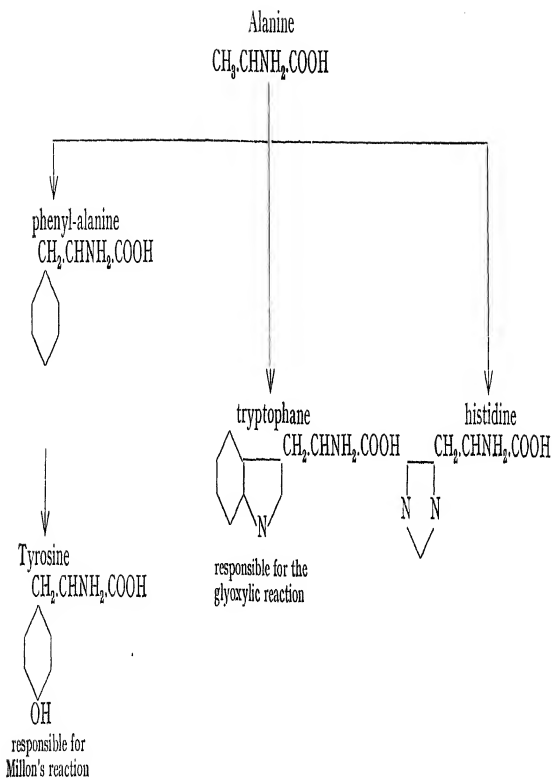 Alanine
CH₃.CHNH₂.COOH
phenyl-alanine
CH₂.CHNH₂.COOH
tryptophane
CH₂.CHNH₂.COOH
N
responsible for the
glyoxylic reaction
histidine
CH₂.CHNH₂.COOH
N N
Tyrosine
CH₂.CHNH₂.COOH
OH
responsible for
Millon's reaction